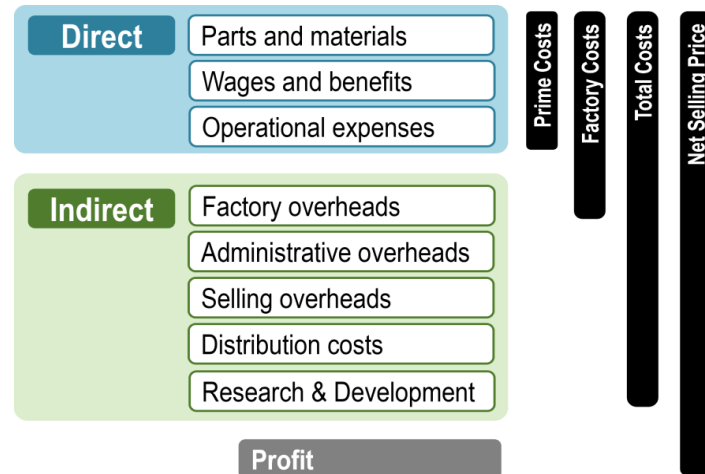 Direct
Parts and materials
Wages and benefits
Operational expenses
Indirect
Factory overheads
Administrative overheads
Selling overheads
Distribution costs
Research & Development
Profit
Prime Costs
Factory Costs
Total Costs
Net Selling Price